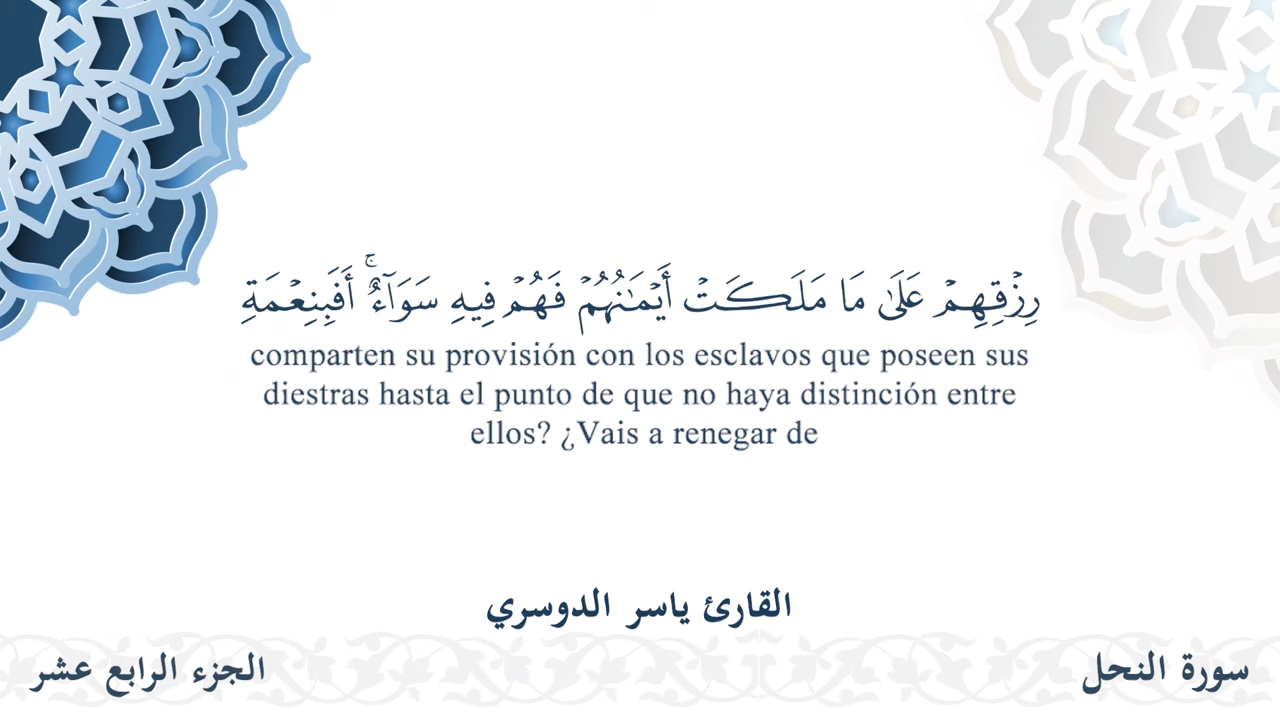 رِزۡقِهِمۡ عَلَىٰ مَا مَلَكَتۡ أَيۡمَٰنُهُمۡ فَهُمۡ فِيهِ سَوَآءٌۚ أَفَبِنِعۡمَةِ
comparten su provisión con los esclavos que poseen sus
diestras hasta el punto de que no haya distinción entre
ellos? ¿Vais a renegar de
القارئ ياسر الدوسري
سورة النحل
الجزء الرابع عشر